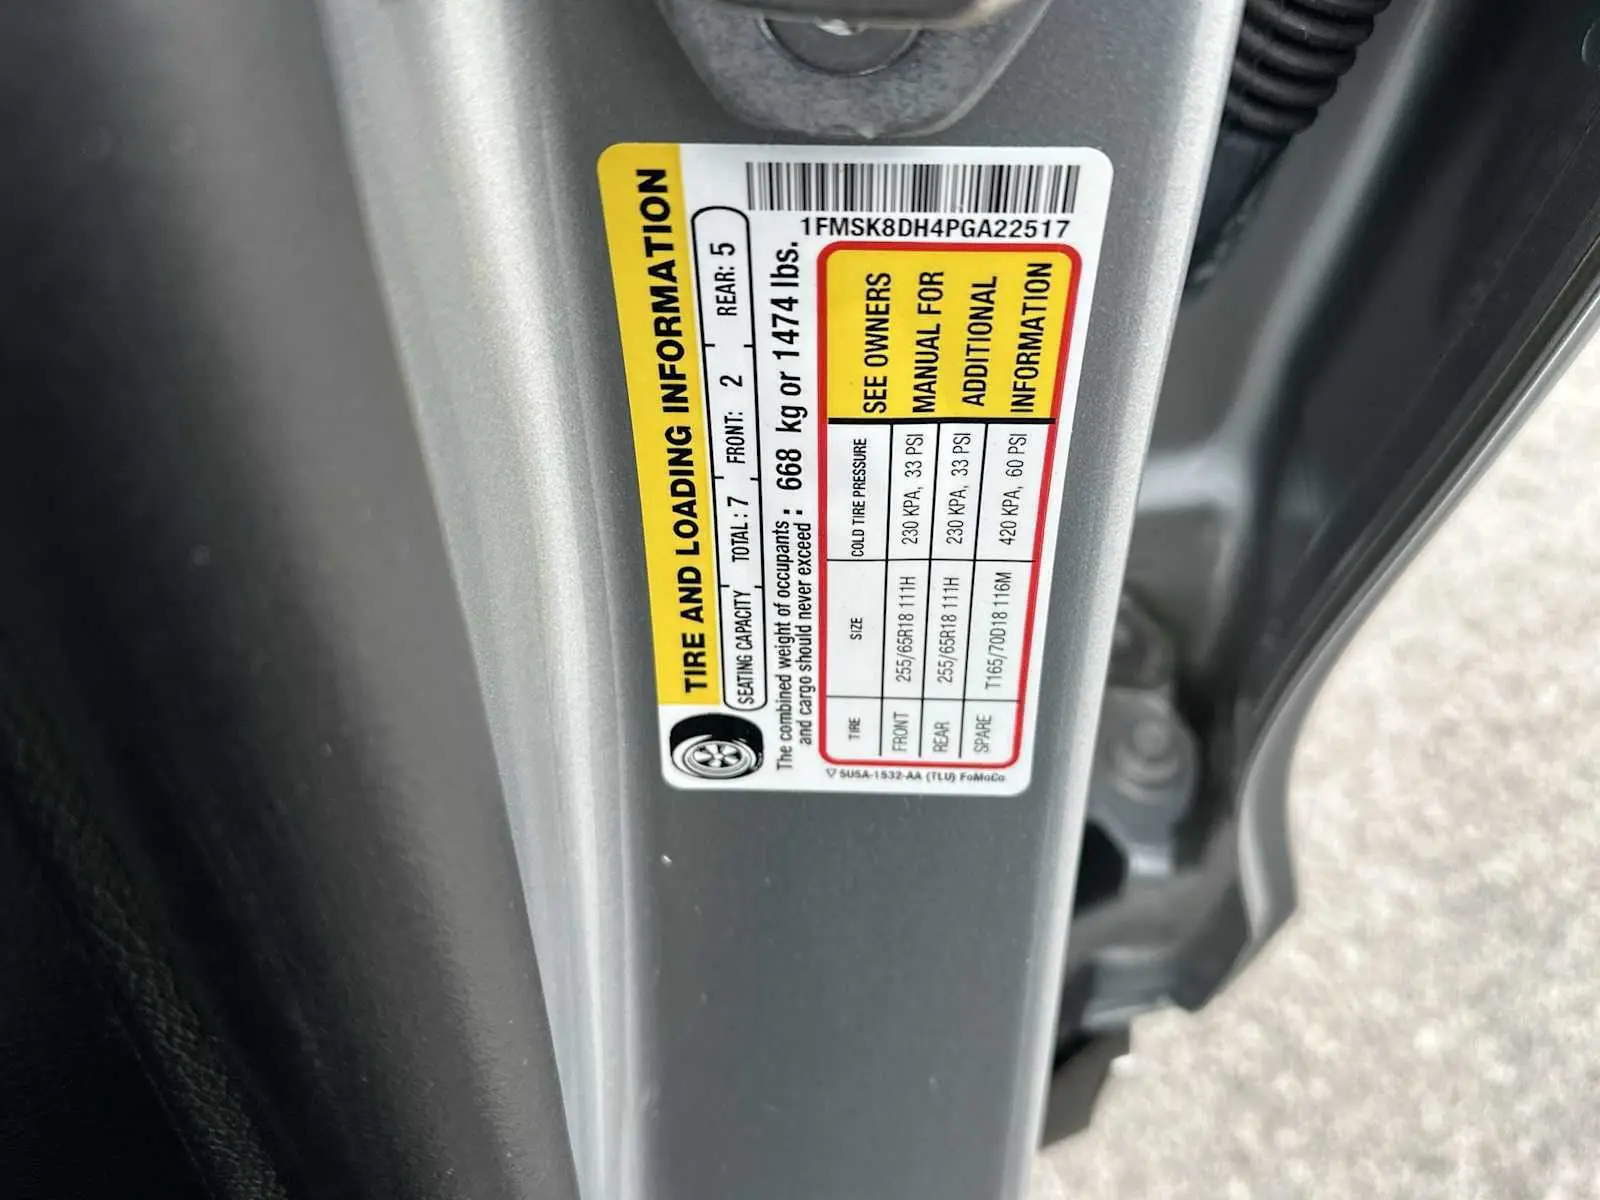 1FMSK8DH4PGA22517
TIRE AND LOADING INFORMATION
SEATING CAPACITY TOTAL: 7 FRONT: 2 REAR: 5
The combined weight of occupants
and cargo should never exceed : 668 kg or 1474 lbs.
TIRE SIZE COLD TIRE PRESSURE
FRONT 255/65R18 111H 230 KPA, 33 PSI
REAR 255/65R18 111H 230 KPA, 33 PSI
SPARE T165/70D18 116M 420 KPA, 60 PSI
SEE OWNERS
MANUAL FOR
ADDITIONAL
INFORMATION
5U5A-1532-AA (TLU) FoMoCo